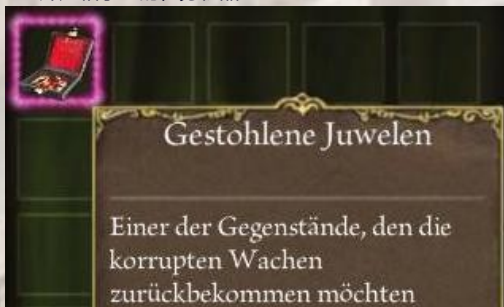 Gestohlene Juwelen
Einer der Gegenstände, den die
korrupten Wachen
zurückbekommen möchten